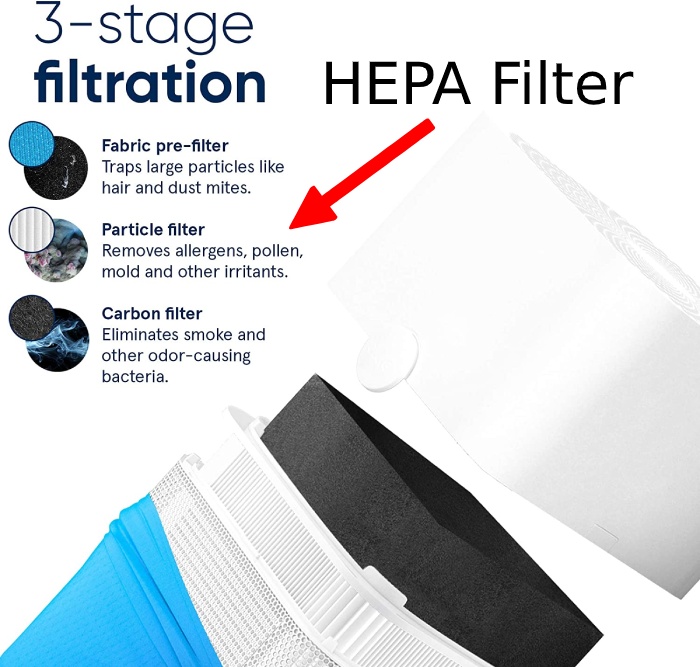 3-stage
filtration
HEPA Filter
Fabric pre-filter
Traps large particles like
hair and dust mites.
Particle filter
Removes allergens, pollen,
mold and other irritants.
Carbon filter
Eliminates smoke and
other odor-causing
bacteria.